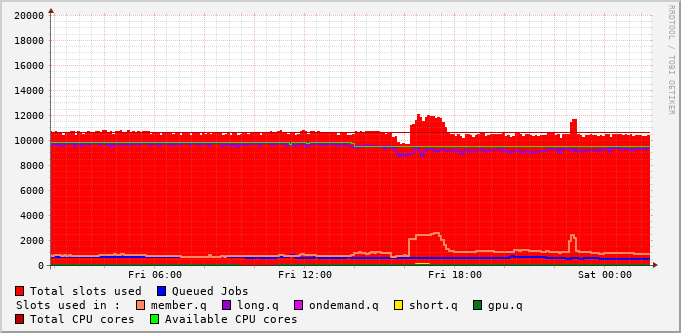 RRDTOOL / TOBI OETIKER
20000
18000
16000
14000
12000
10000
8000
6000
4000
2000
0
Fri 06:00 Fri 12:00 Fri 18:00 Sat 00:00
Total slots used Queued Jobs
Slots used in : member.q long.q ondemand.q short.q gpu.q
Total CPU cores Available CPU cores